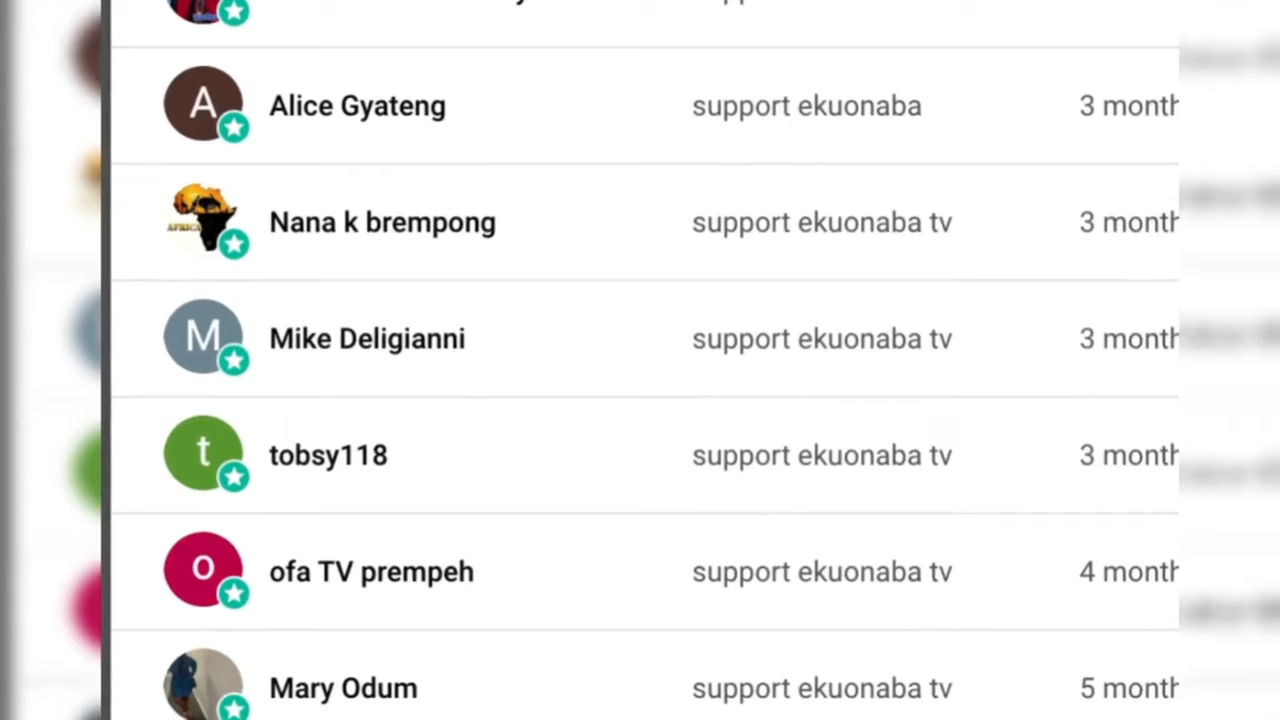 A Alice Gyateng support ekuonaba 3 month
AFRICA Nana k brempong support ekuonaba tv 3 month
M Mike Deligianni support ekuonaba tv 3 month
t tobsy118 support ekuonaba tv 3 month
o ofa TV prempeh support ekuonaba tv 4 month
Mary Odum support ekuonaba tv 5 month